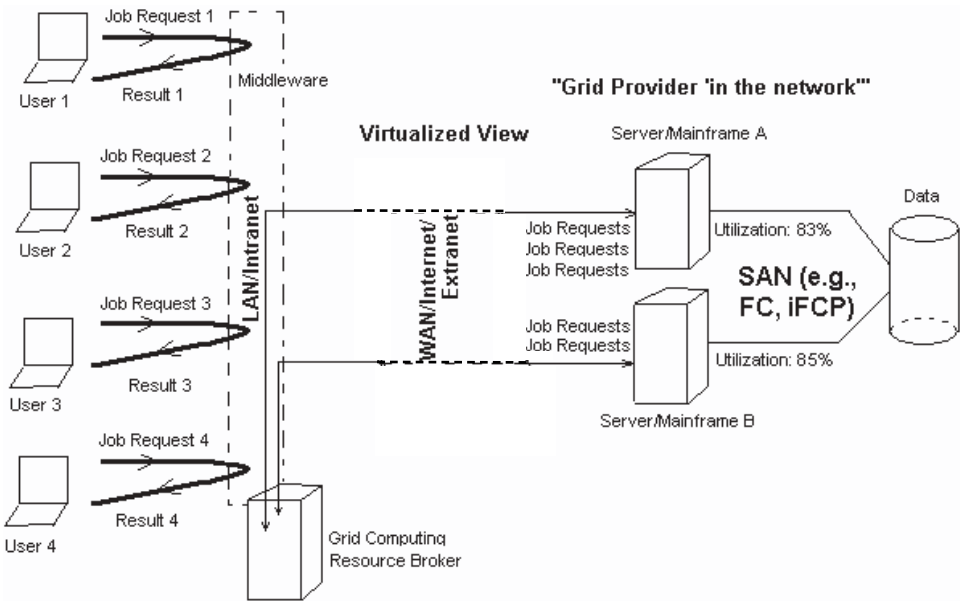 Job Request 1
Middleware
User 1
Result 1
"Grid Provider 'in the network'"
Virtualized View
Server/Mainframe A
Job Request 2
Result 2
User 2
Data
LAN/Intranet
WAN/Internet/
Extranet
Job Requests
Job Requests
Job Requests
Utilization: 83%
SAN (e.g.,
FC, iFCP)
Job Request 3
Result 3
User 3
Job Requests
Job Requests
Utilization: 85%
Server/Mainframe B
Job Request 4
Result 4
User 4
Grid Computing
Resource Broker